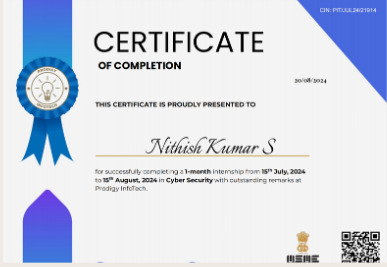 CIN: PIT/JUL24/21914
CERTIFICATE
OF COMPLETION
20/08/2024
THIS CERTIFICATE IS PROUDLY PRESENTED TO
PRODIGY
INFOTECH
Nithish Kumar S
for successfully completing a 1-month internship from 15th July, 2024
to 15th August, 2024 in Cyber Security with outstanding remarks at
Prodigy InfoTech.
MSME